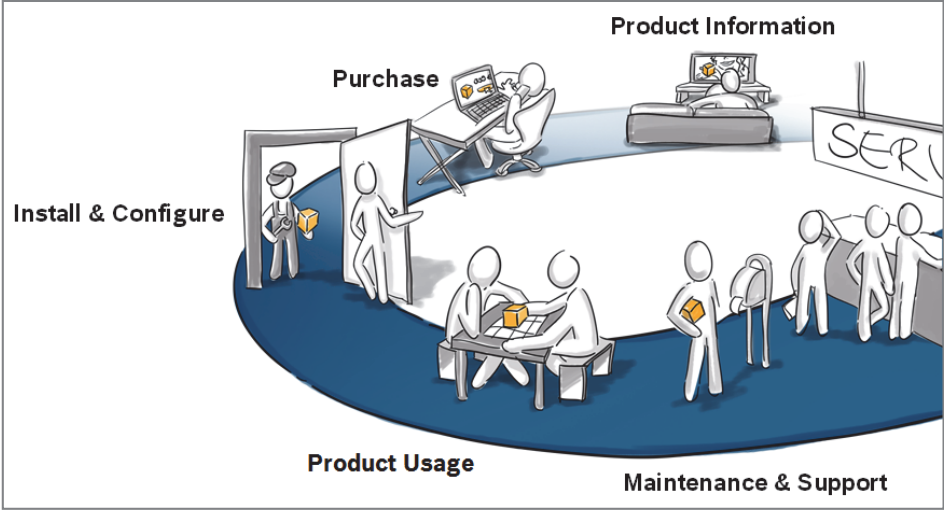 Product Information
Purchase
SERV
Install & Configure
Product Usage
Maintenance & Support